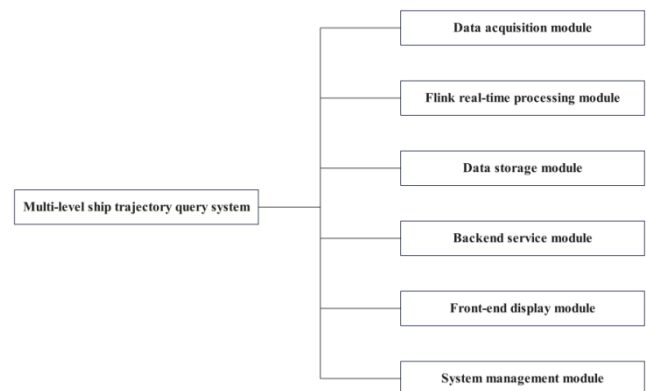 Data acquisition module
Flink real-time processing module
Data storage module
Multi-level ship trajectory query system
Backend service module
Front-end display module
System management module